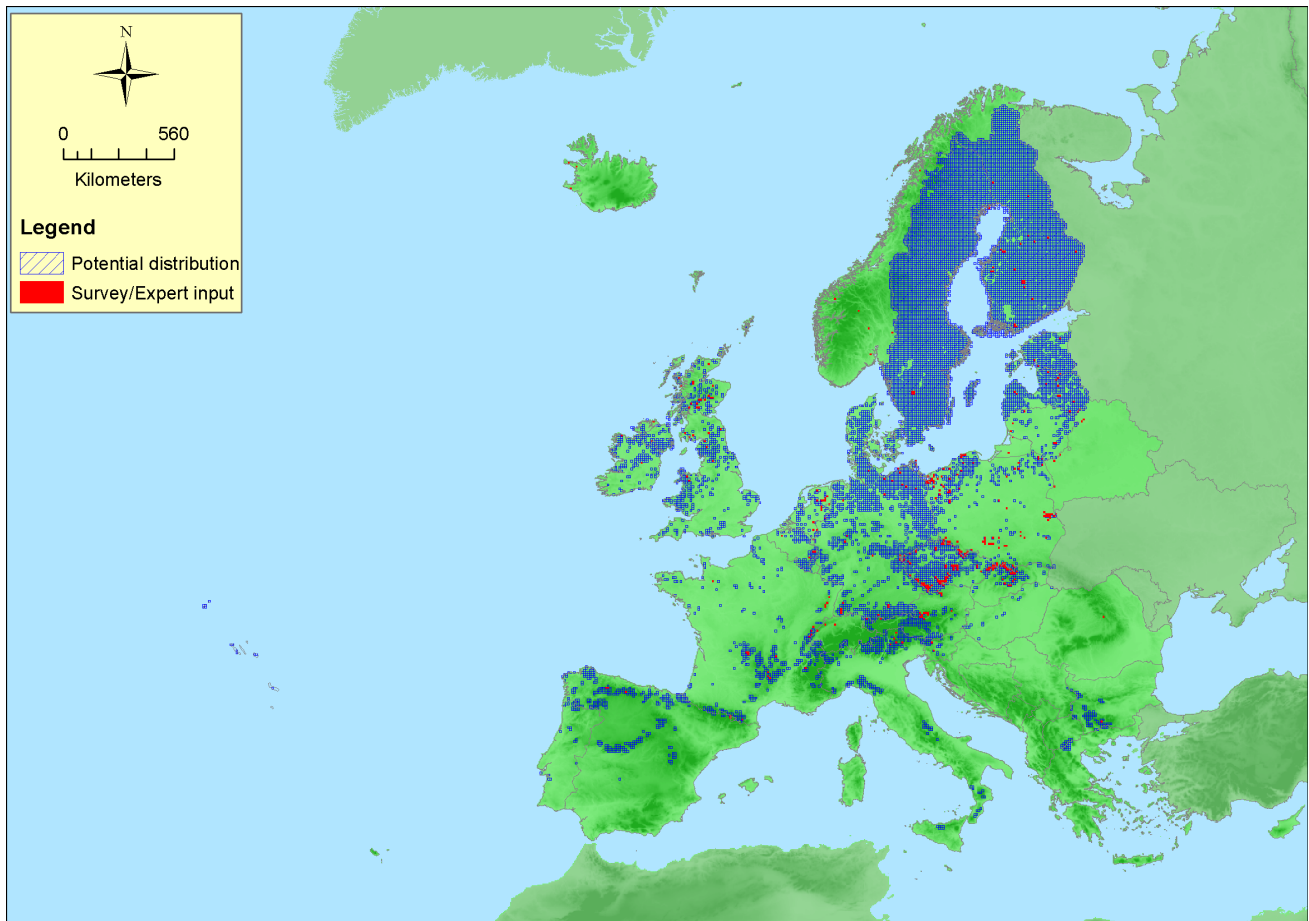 N
0 560
Kilometers
Legend
Potential distribution
Survey/Expert input